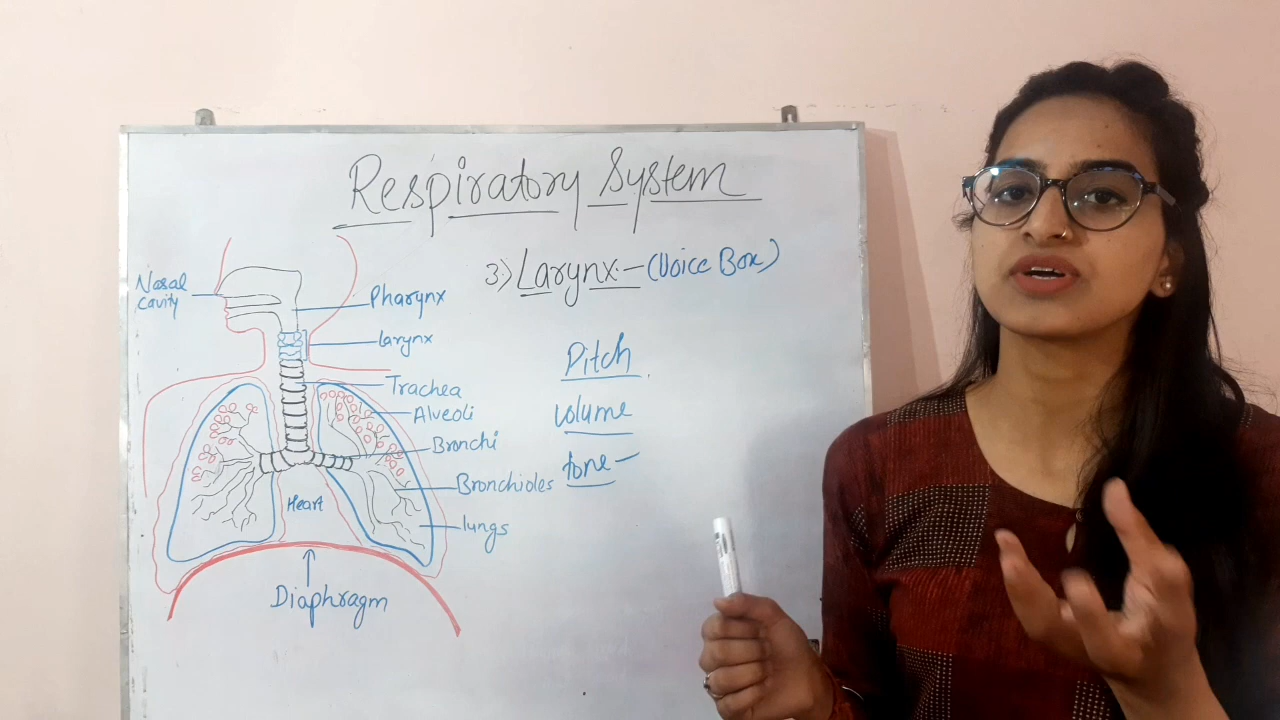 Respiratory System
3) Larynx:- (Voice Box)
Pitch
volume
tone -
Nasal
cavity
Pharynx
larynx
Trachea
Alveoli
Bronchi
Bronchioles
lungs
Heart
Diaphragm